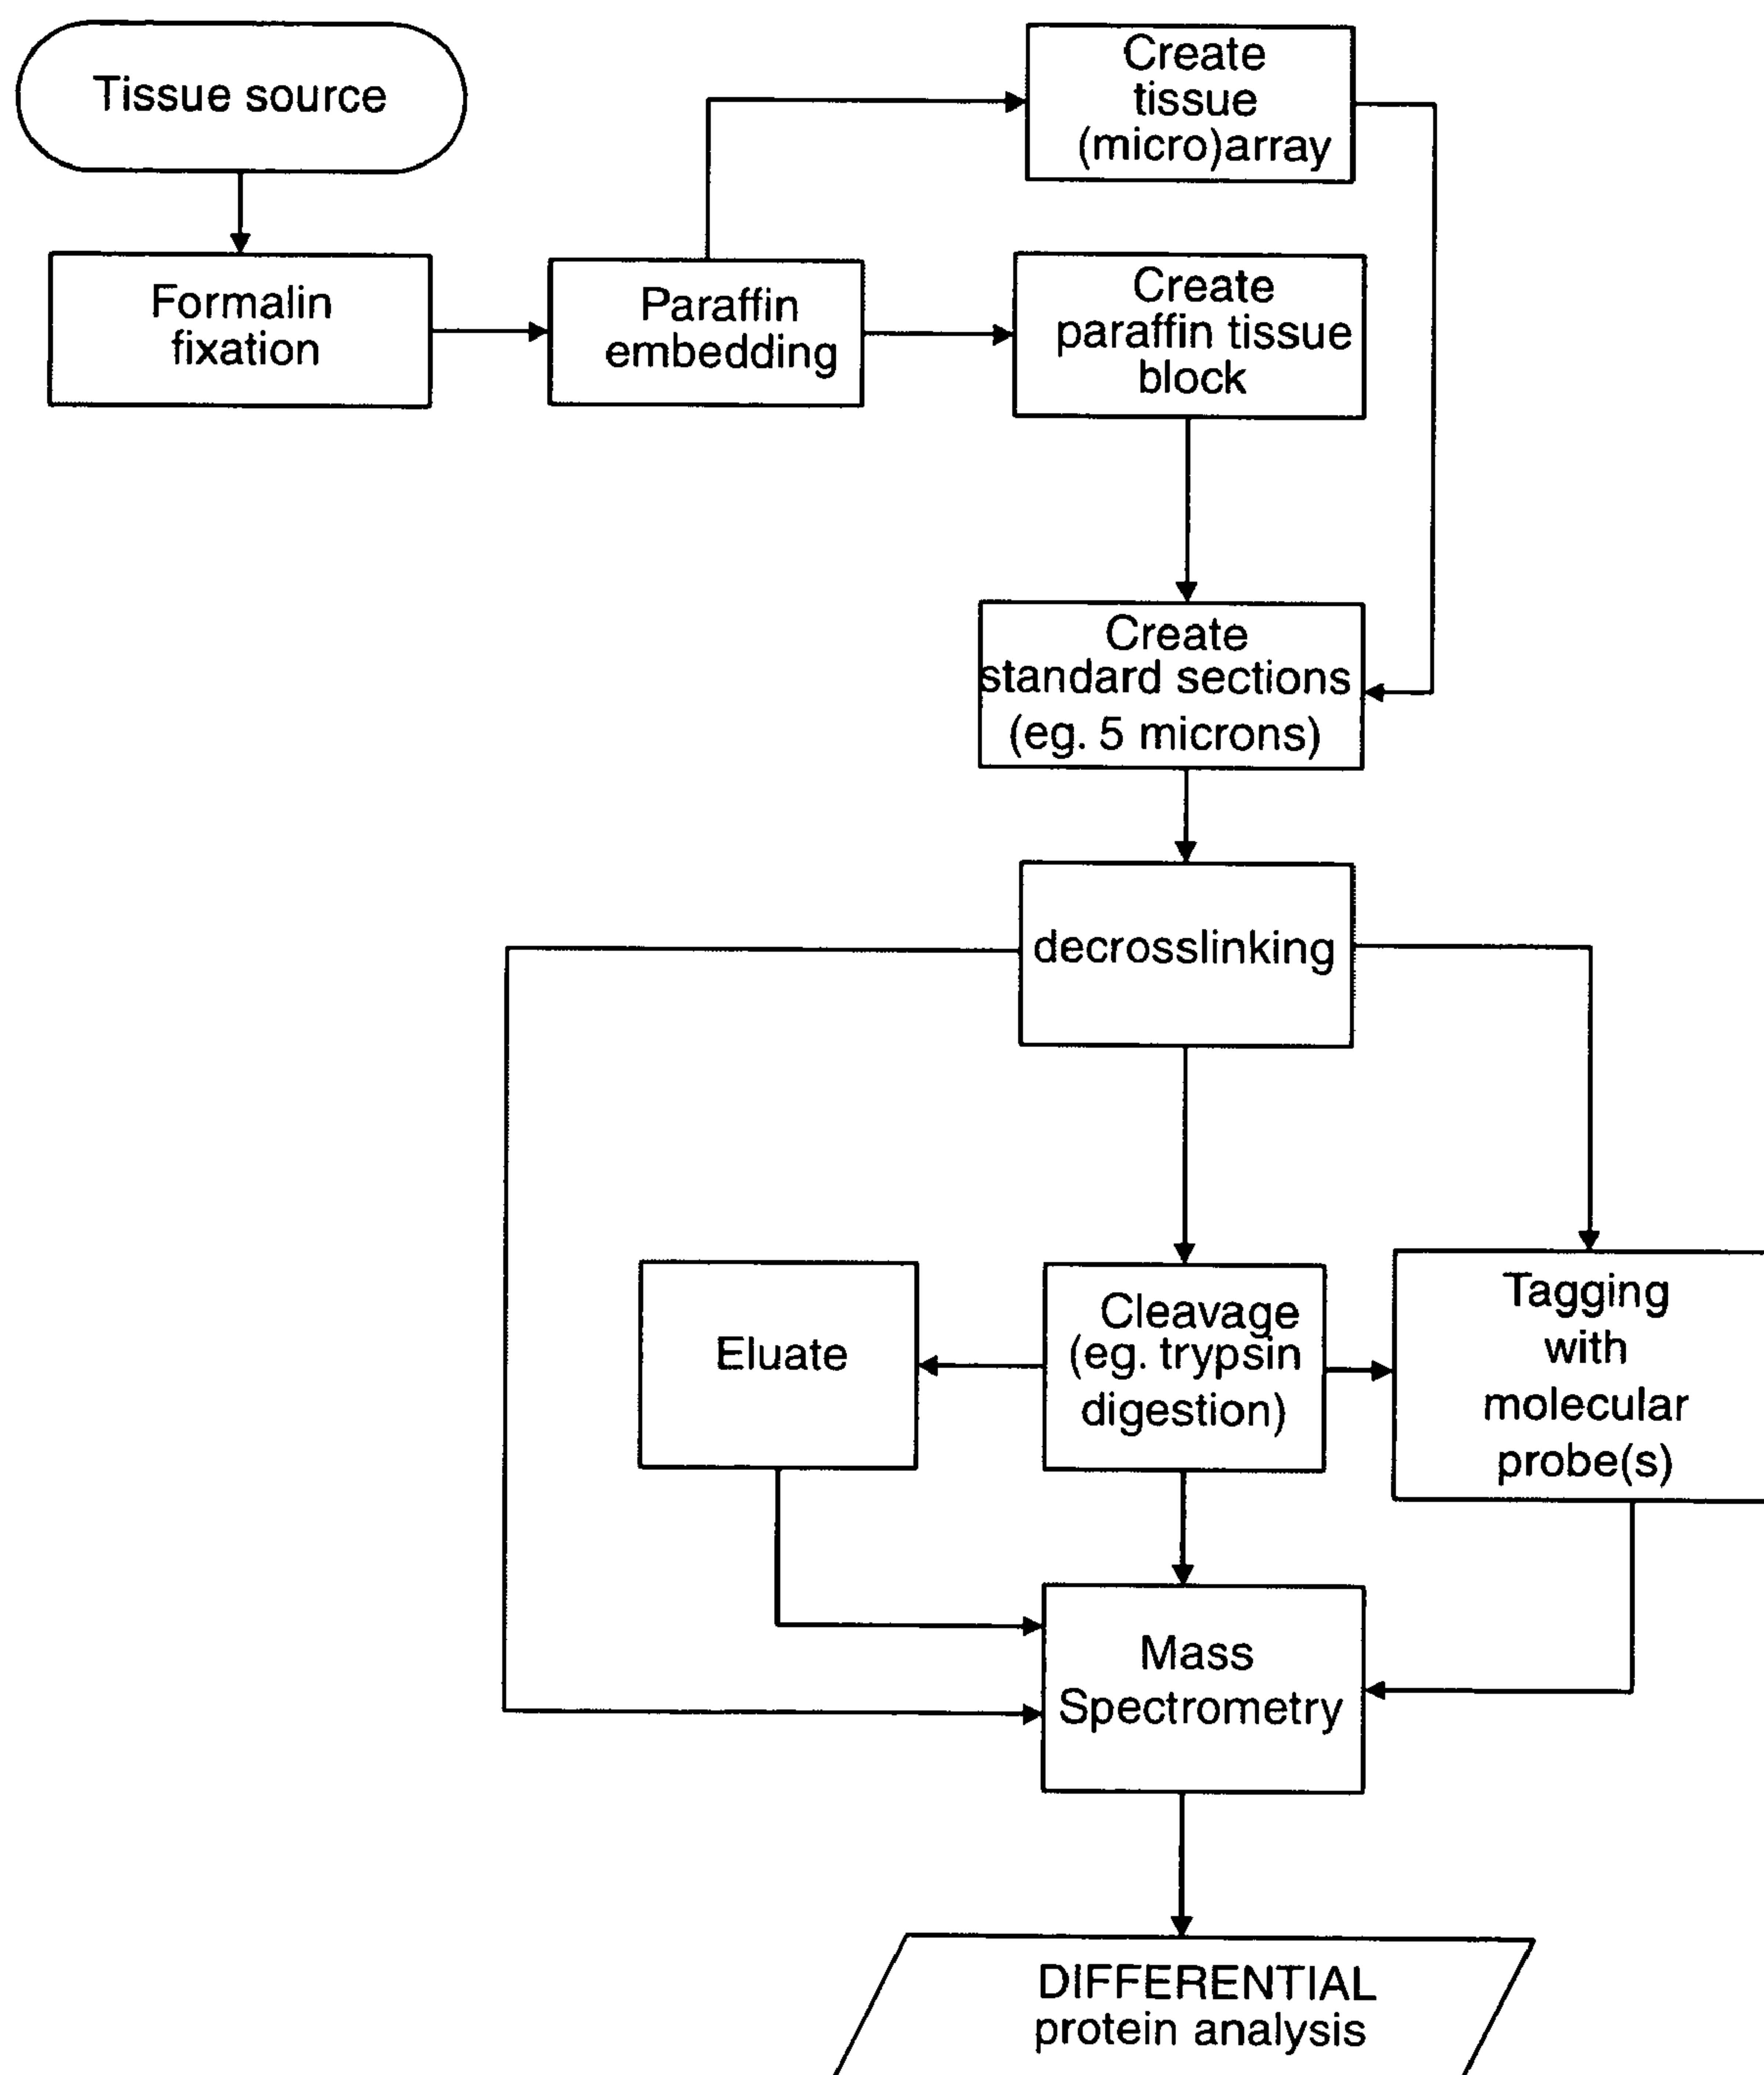 Tissue source
Create
tissue
(micro)array
Formalin
fixation
Paraffin
embedding
Create
paraffin tissue
block
Create
standard sections
(eg. 5 microns)
decrosslinking
Eluate
Cleavage
(eg. trypsin
digestion)
Tagging
with
molecular
probe(s)
Mass
Spectrometry
DIFFERENTIAL
protein analysis